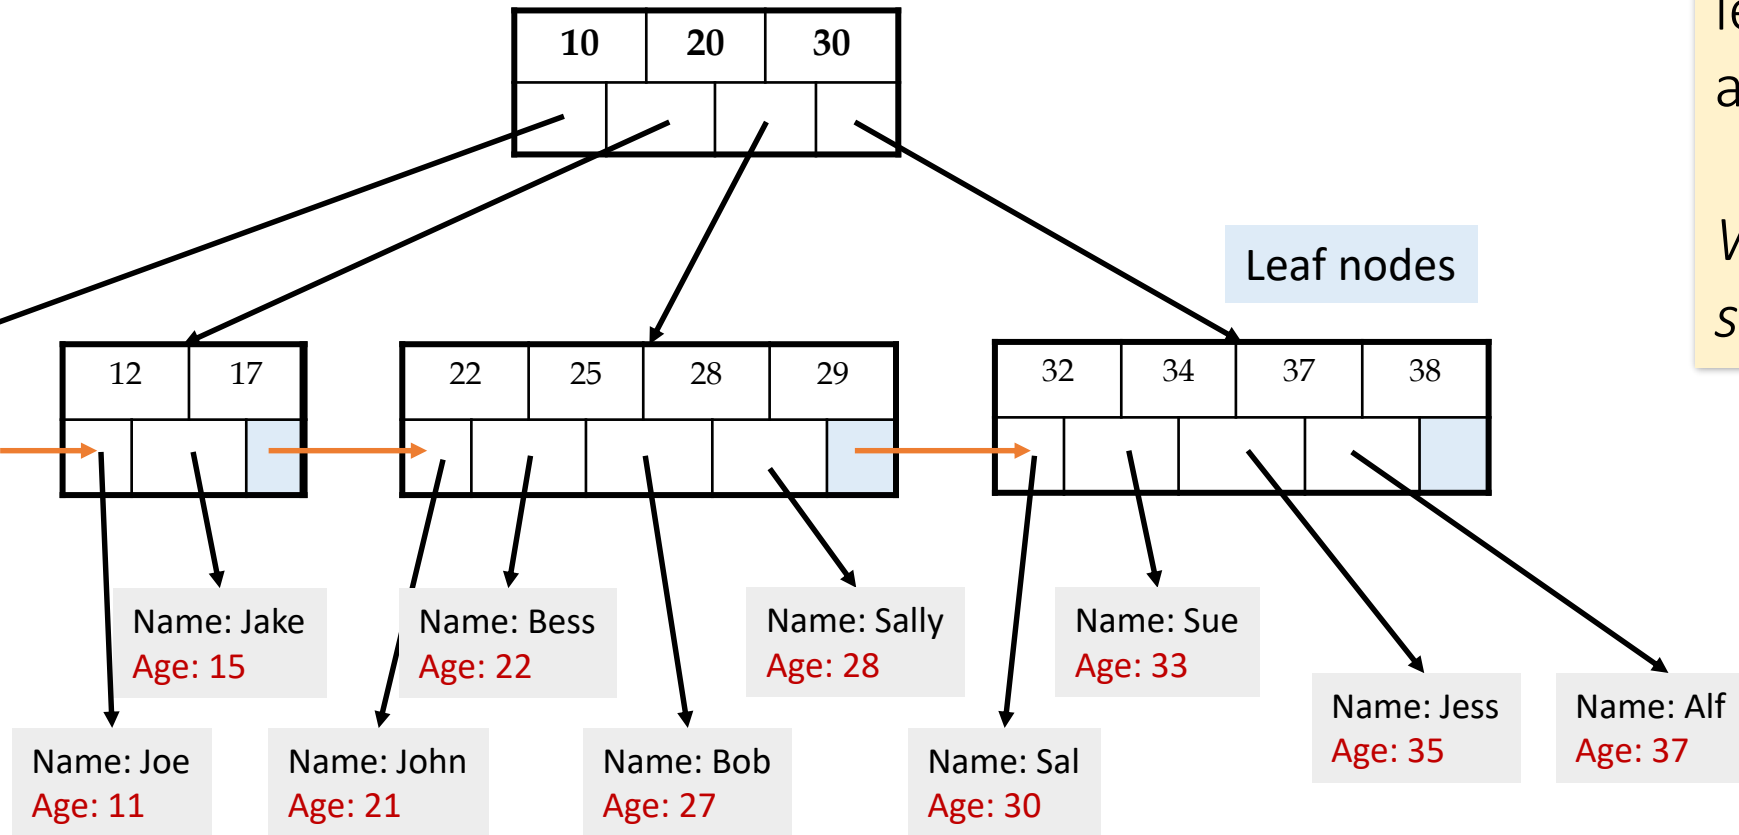 10 20 30
Leaf nodes
12 17
22 25 28 29
32 34 37 38
Name: Jake
Age: 15
Name: Bess
Age: 22
Name: Sally
Age: 28
Name: Sue
Age: 33
Name: Jess
Age: 35
Name: Alf
Age: 37
Name: Joe
Age: 11
Name: John
Age: 21
Name: Bob
Age: 27
Name: Sal
Age: 30